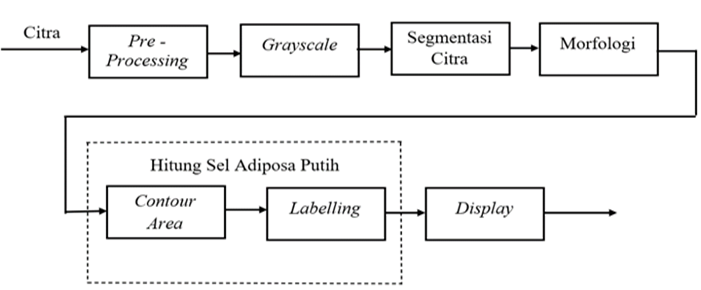 Citra
Pre -
Processing
Grayscale
Segmentasi
Citra
Morfologi
Hitung Sel Adiposa Putih
Contour
Area
Labelling
Display